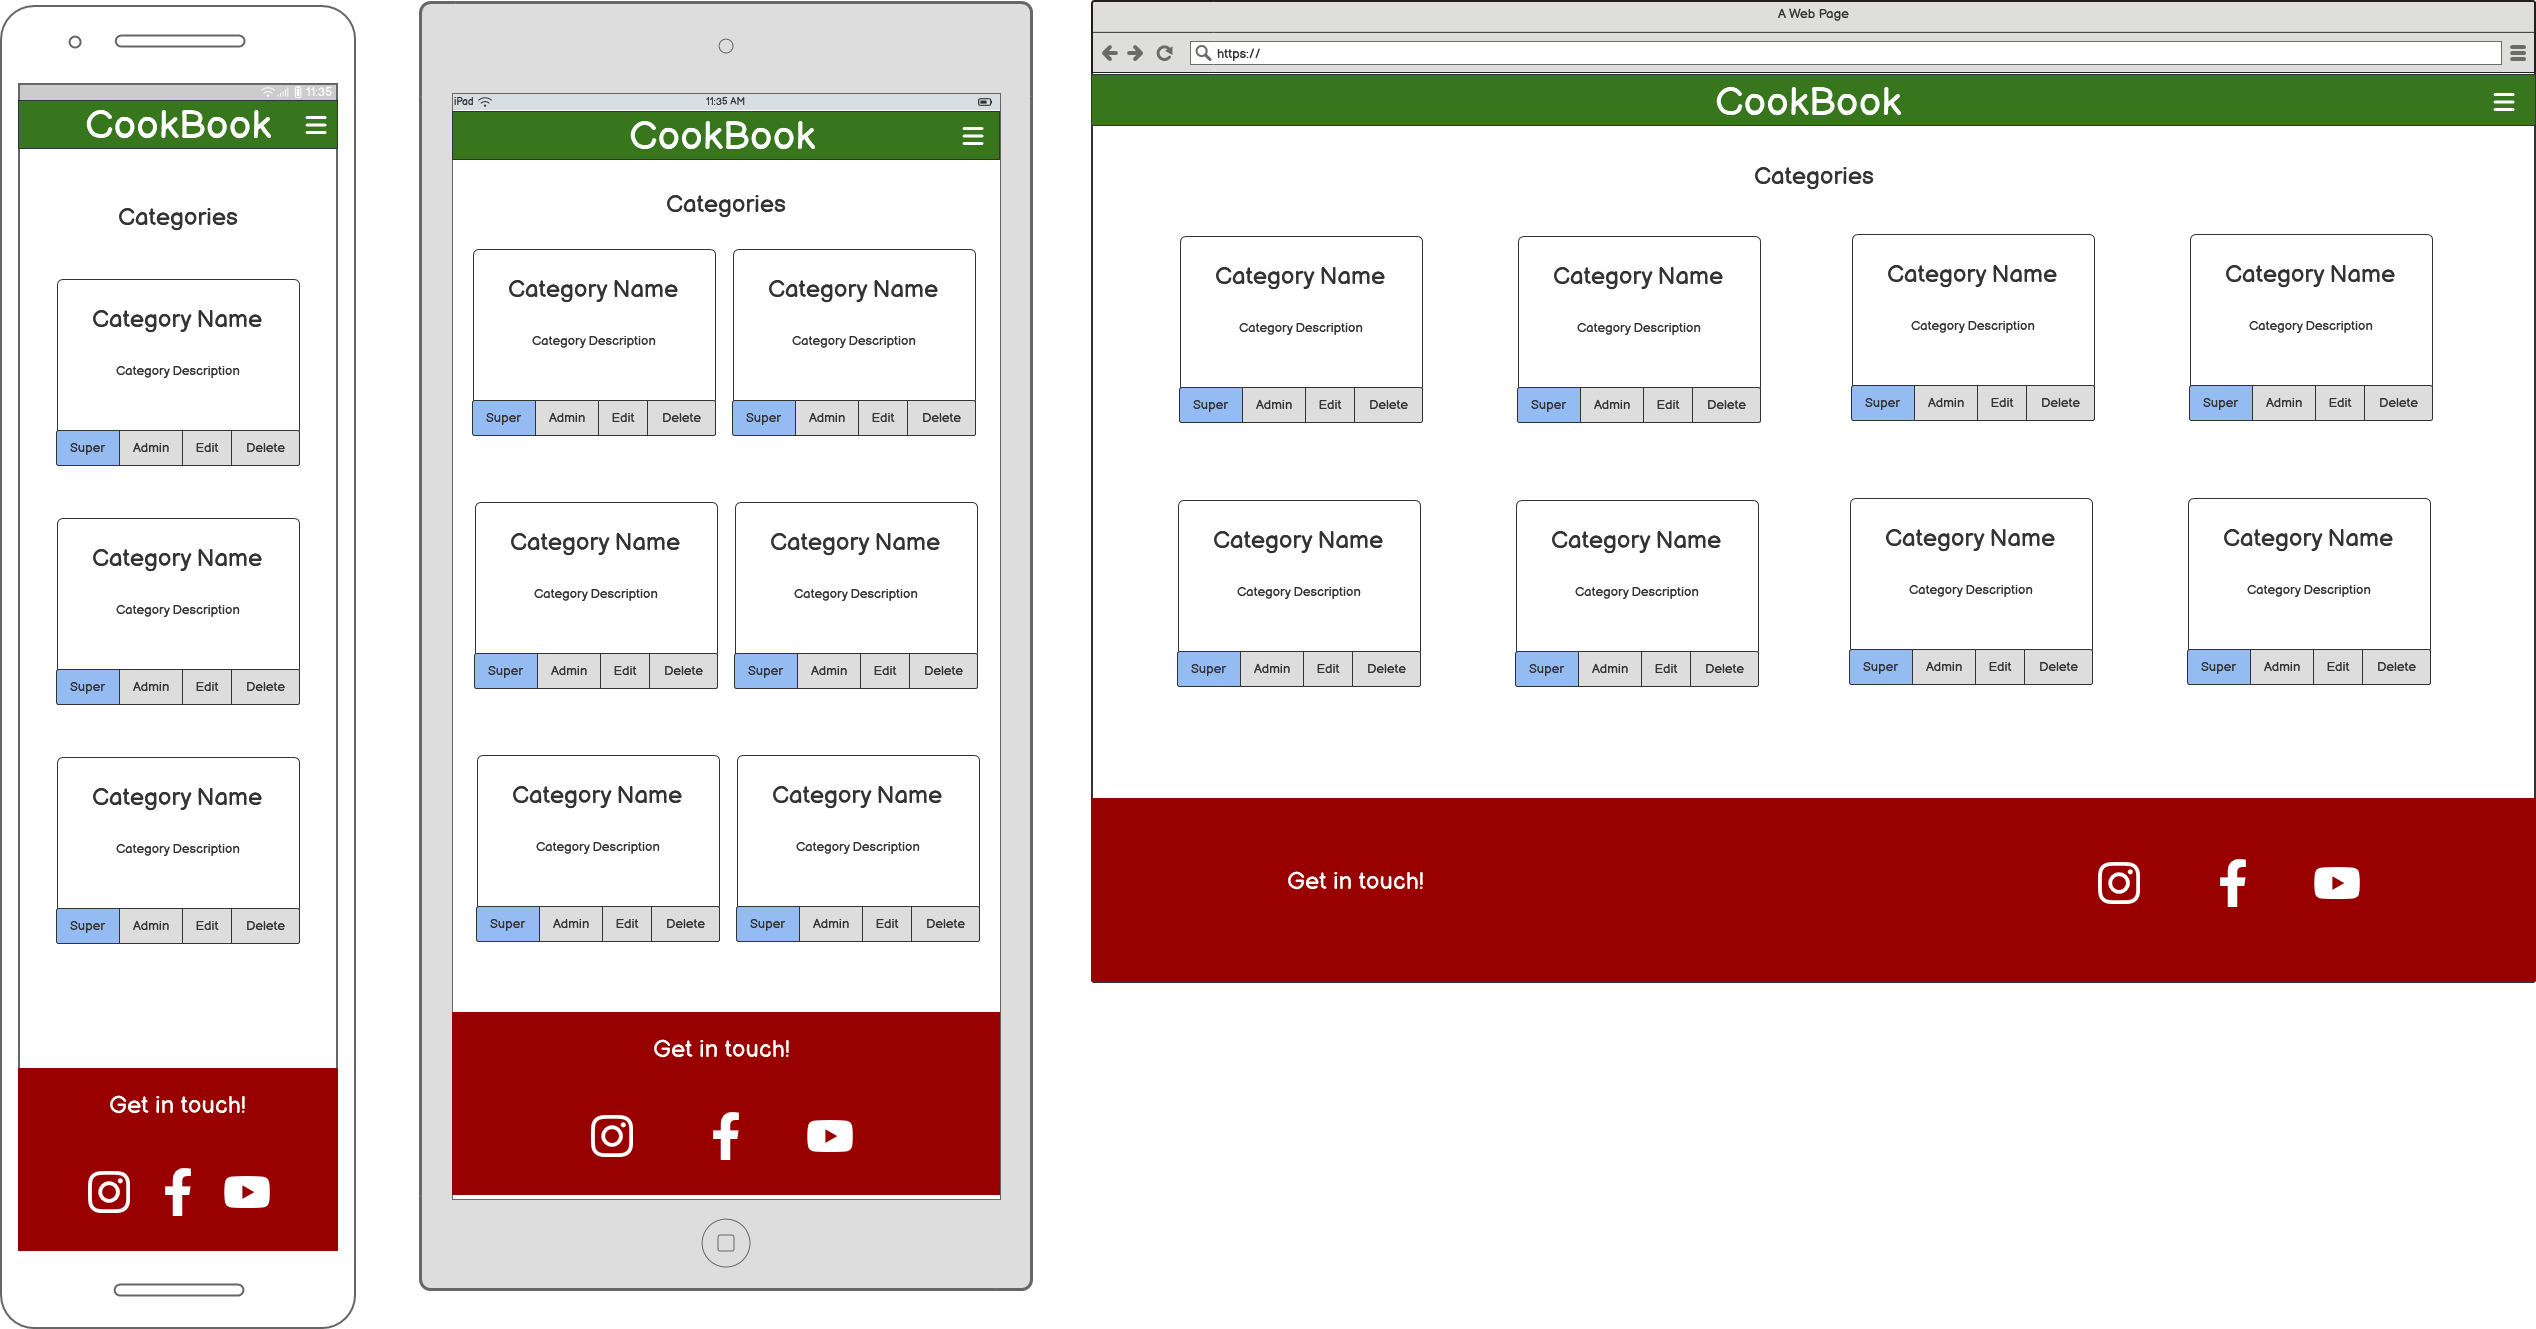 11:35
CookBook
Categories
Category Name
Category Description
Super Admin Edit Delete
Category Name
Category Description
Super Admin Edit Delete
Category Name
Category Description
Super Admin Edit Delete
Get in touch!
iPad 11:35 AM
CookBook
Categories
Category Name Category Name
Category Description Category Description
Super Admin Edit Delete Super Admin Edit Delete
Category Name Category Name
Category Description Category Description
Super Admin Edit Delete Super Admin Edit Delete
Category Name Category Name
Category Description Category Description
Super Admin Edit Delete Super Admin Edit Delete
Get in touch!
A Web Page
https://
CookBook
Categories
Category Name Category Name Category Name Category Name
Category Description Category Description Category Description Category Description
Super Admin Edit Delete Super Admin Edit Delete Super Admin Edit Delete Super Admin Edit Delete
Category Name Category Name Category Name Category Name
Category Description Category Description Category Description Category Description
Super Admin Edit Delete Super Admin Edit Delete Super Admin Edit Delete Super Admin Edit Delete
Get in touch!